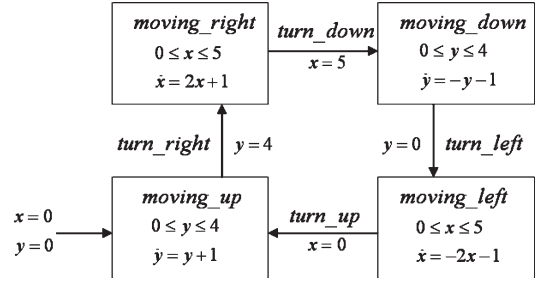 moving_right
0 ≤ x ≤ 5
ẋ = 2x + 1
turn_down
x = 5
moving_down
0 ≤ y ≤ 4
ẏ = −y − 1
turn_right
y = 4
y = 0
turn_left
x = 0
y = 0
moving_up
0 ≤ y ≤ 4
ẏ = y + 1
turn_up
x = 0
moving_left
0 ≤ x ≤ 5
ẋ = −2x − 1